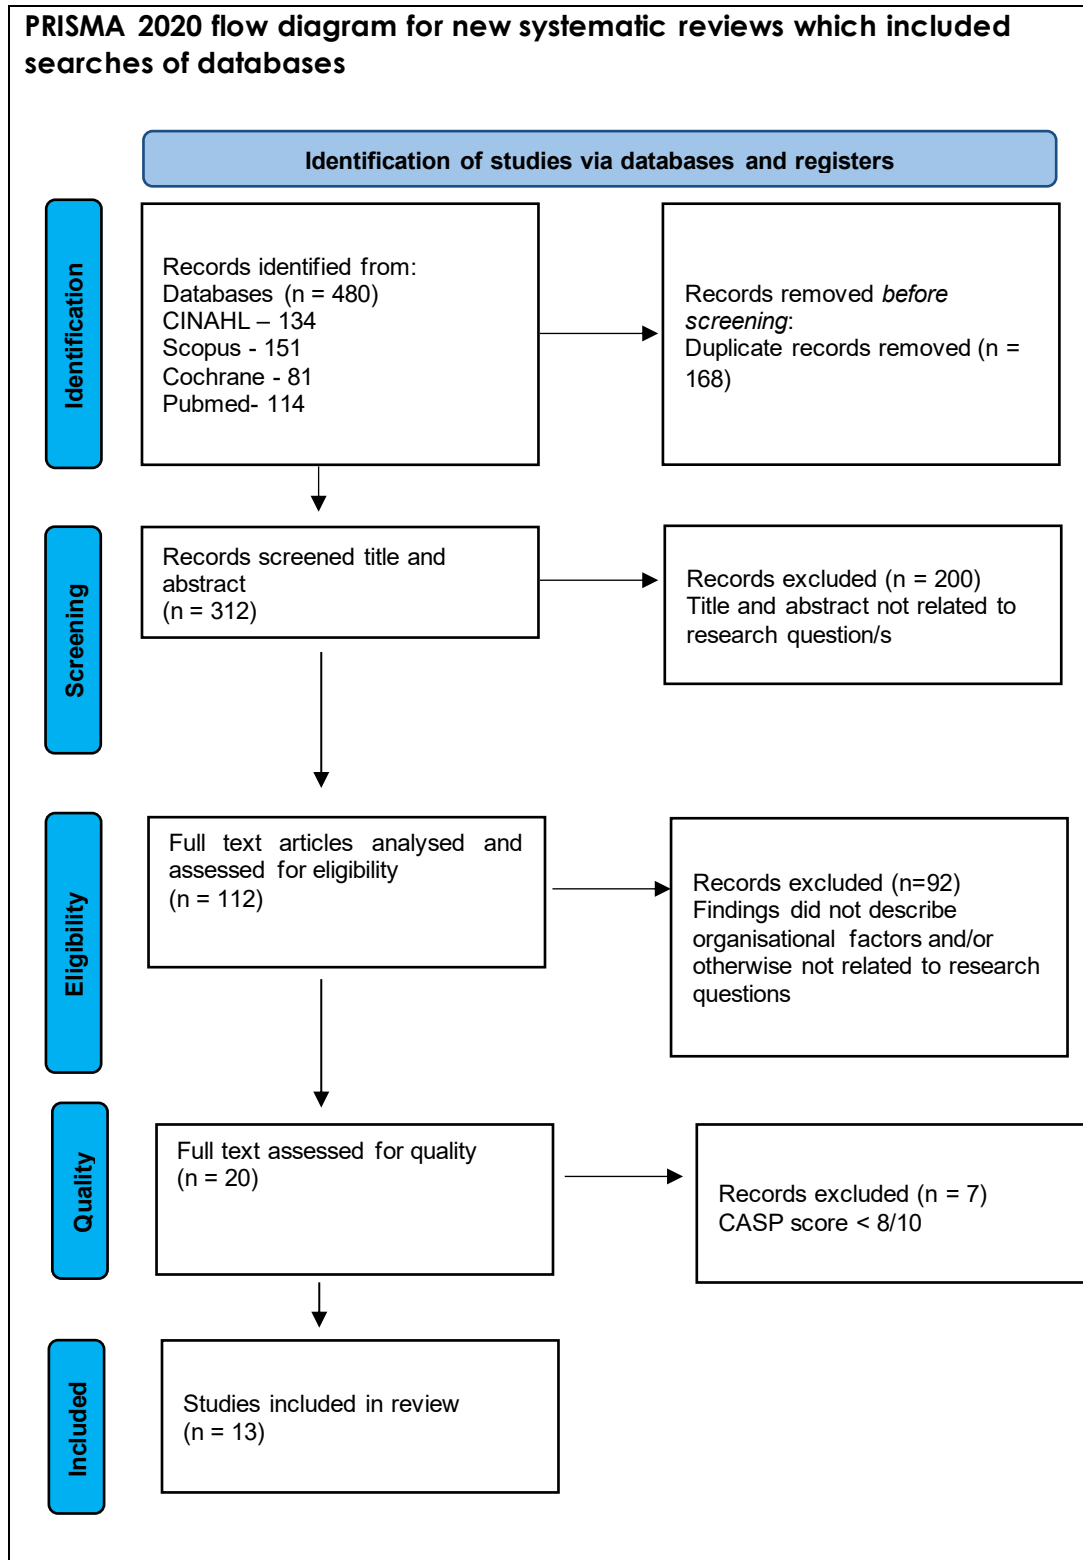 PRISMA 2020 flow diagram for new systematic reviews which included
searches of databases
Identification of studies via databases and registers
Identification
Records identified from:
Databases (n = 480)
CINAHL – 134
Scopus - 151
Cochrane - 81
Pubmed- 114
Records removed before
screening:
Duplicate records removed (n =
168)
Screening
Records screened title and
abstract
(n = 312)
Records excluded (n = 200)
Title and abstract not related to
research question/s
Eligibility
Full text articles analysed and
assessed for eligibility
(n = 112)
Records excluded (n=92)
Findings did not describe
organisational factors and/or
otherwise not related to research
questions
Quality
Full text assessed for quality
(n = 20)
Records excluded (n = 7)
CASP score < 8/10
Included
Studies included in review
(n = 13)